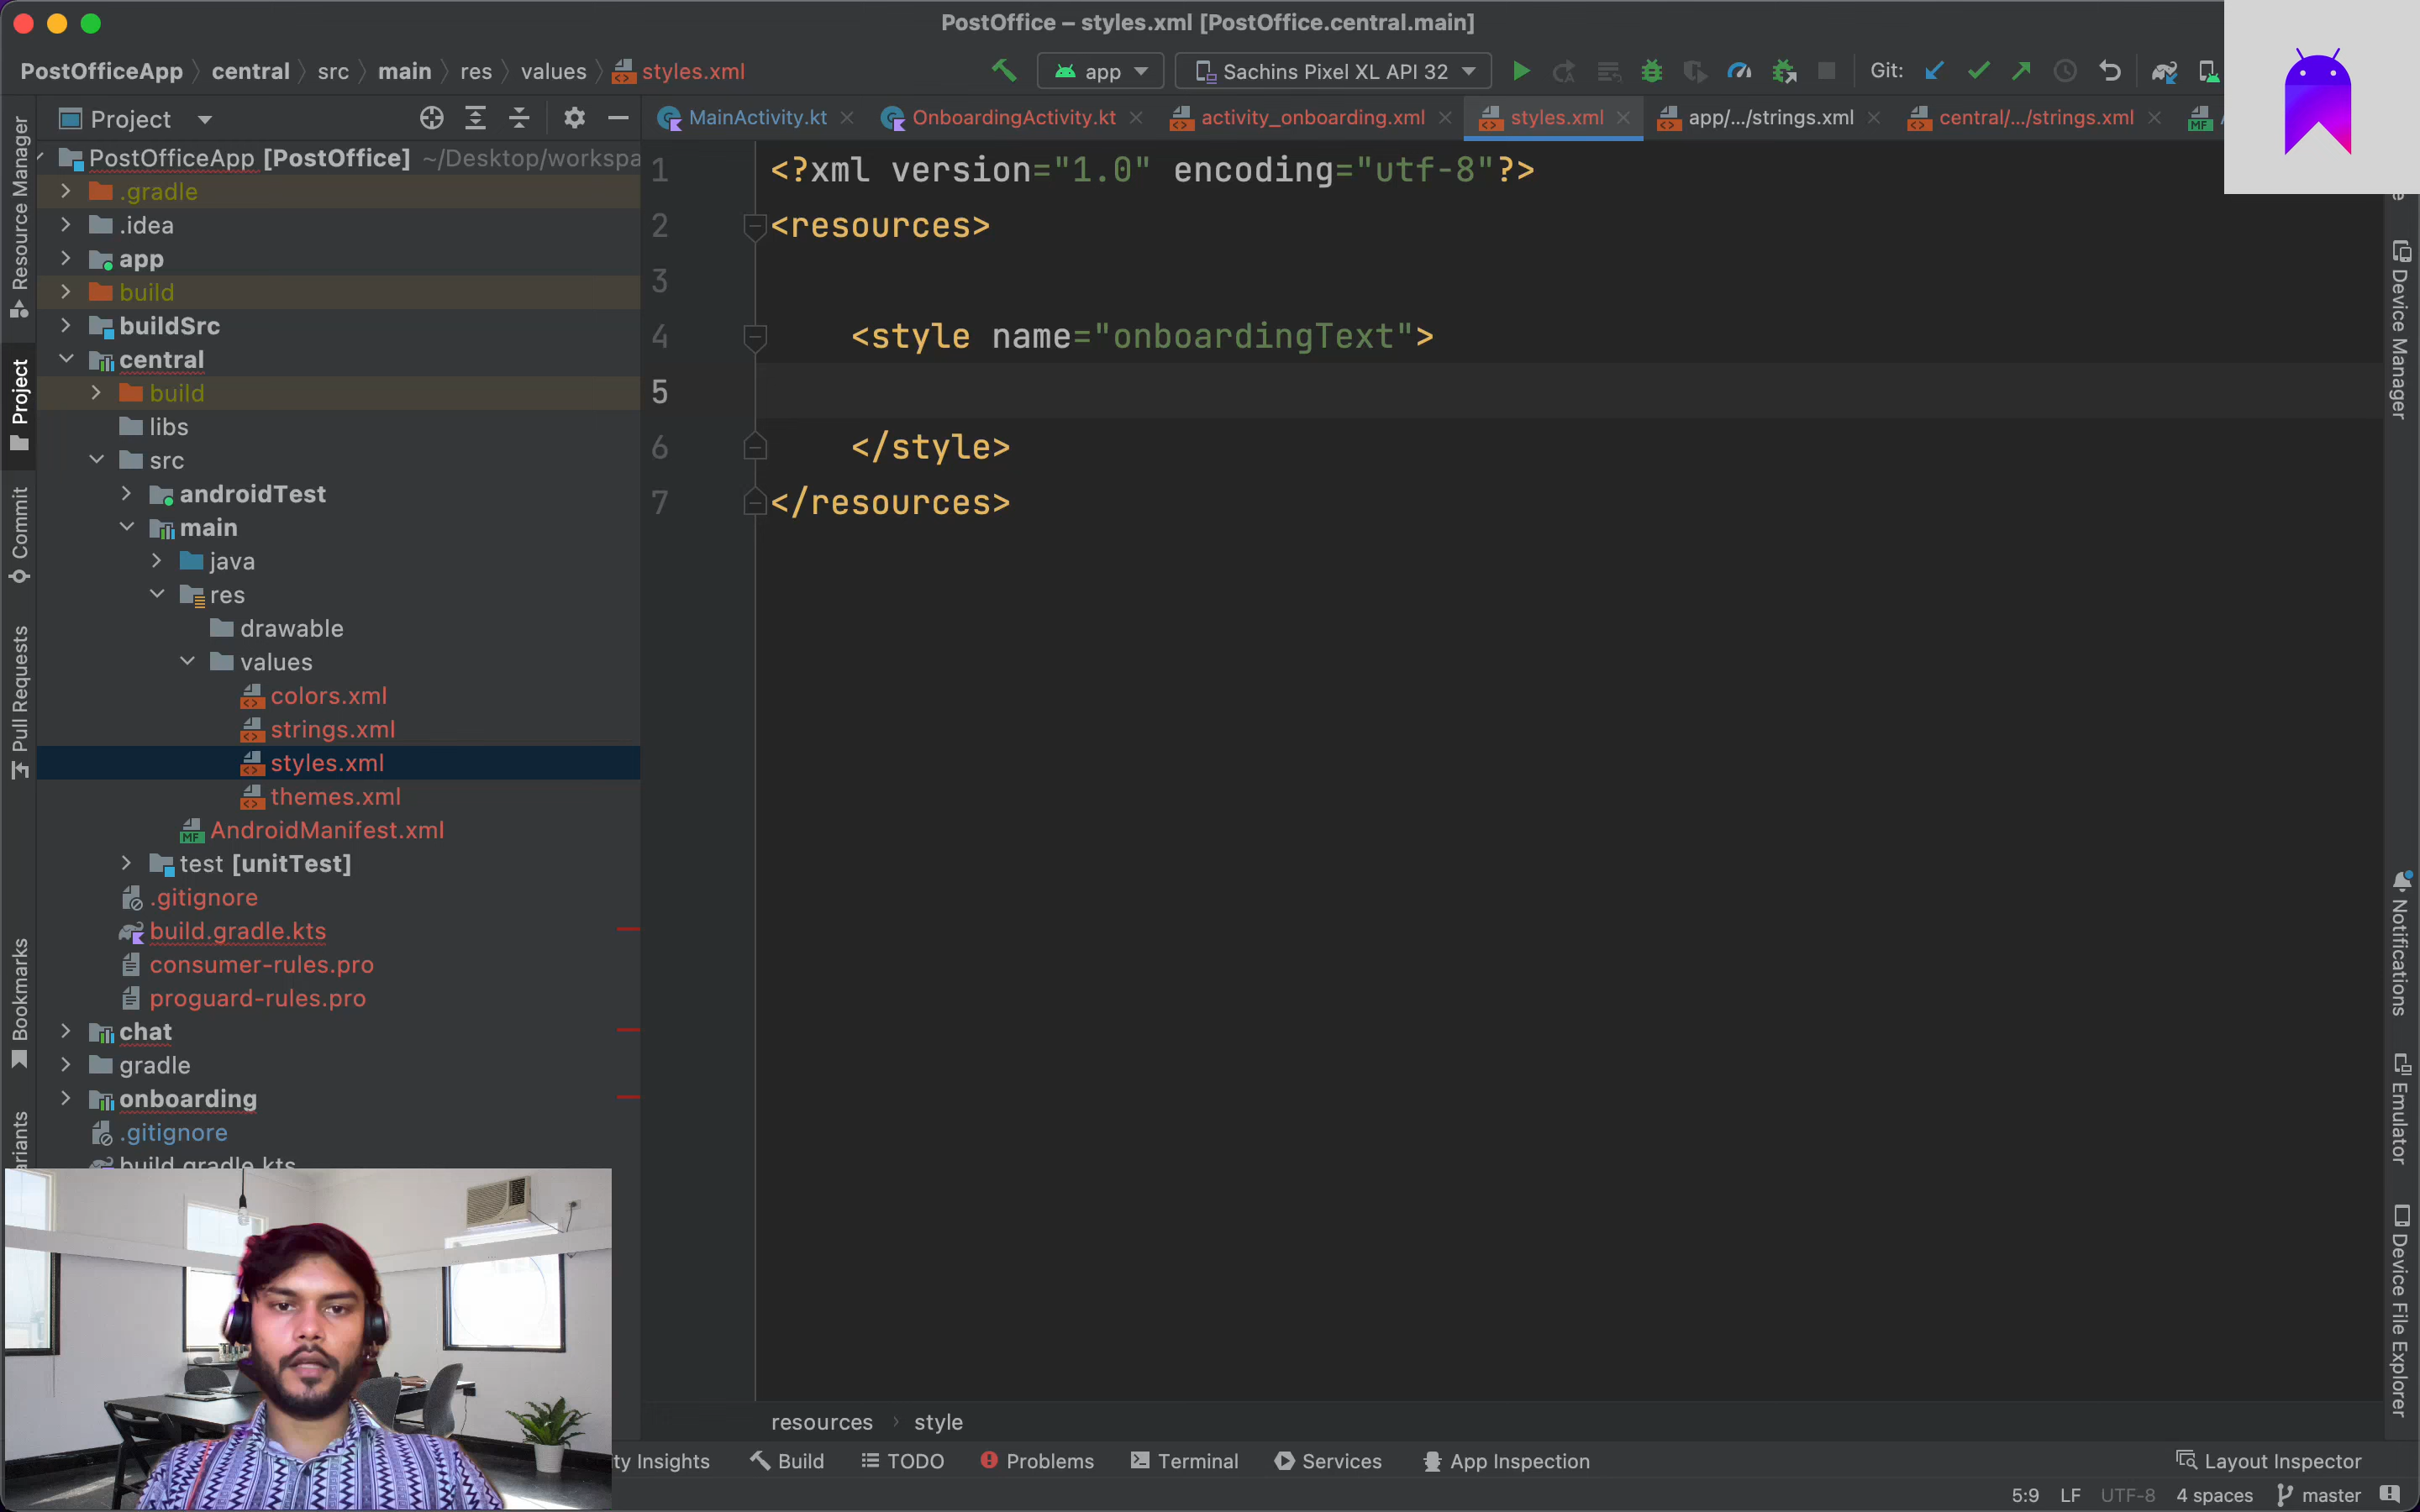 PostOffice – styles.xml [PostOffice.central.main]
PostOfficeApp central src main res values styles.xml
app Sachins Pixel XL API 32 Git:
Project
MainActivity.kt OnboardingActivity.kt activity_onboarding.xml styles.xml app/.../strings.xml central/.../strings.xml
PostOfficeApp [PostOffice] ~/Desktop/workspa
.gradle
.idea
app
build
buildSrc
central
build
libs
src
androidTest
main
java
res
drawable
values
colors.xml
strings.xml
styles.xml
themes.xml
AndroidManifest.xml
test [unitTest]
.gitignore
build.gradle.kts
consumer-rules.pro
proguard-rules.pro
chat
gradle
onboarding
.gitignore
build.gradle.kts
1 <?xml version="1.0" encoding="utf-8"?>
2 <resources>
3
4 <style name="onboardingText">
5
6 </style>
7 </resources>
Resource Manager
Project
Commit
Pull Requests
Bookmarks
ariants
Device Manager
Notifications
Emulator
Device File Explorer
resources style
ty Insights Build TODO Problems Terminal Services App Inspection Layout Inspector
5:9 LF UTF-8 4 spaces master